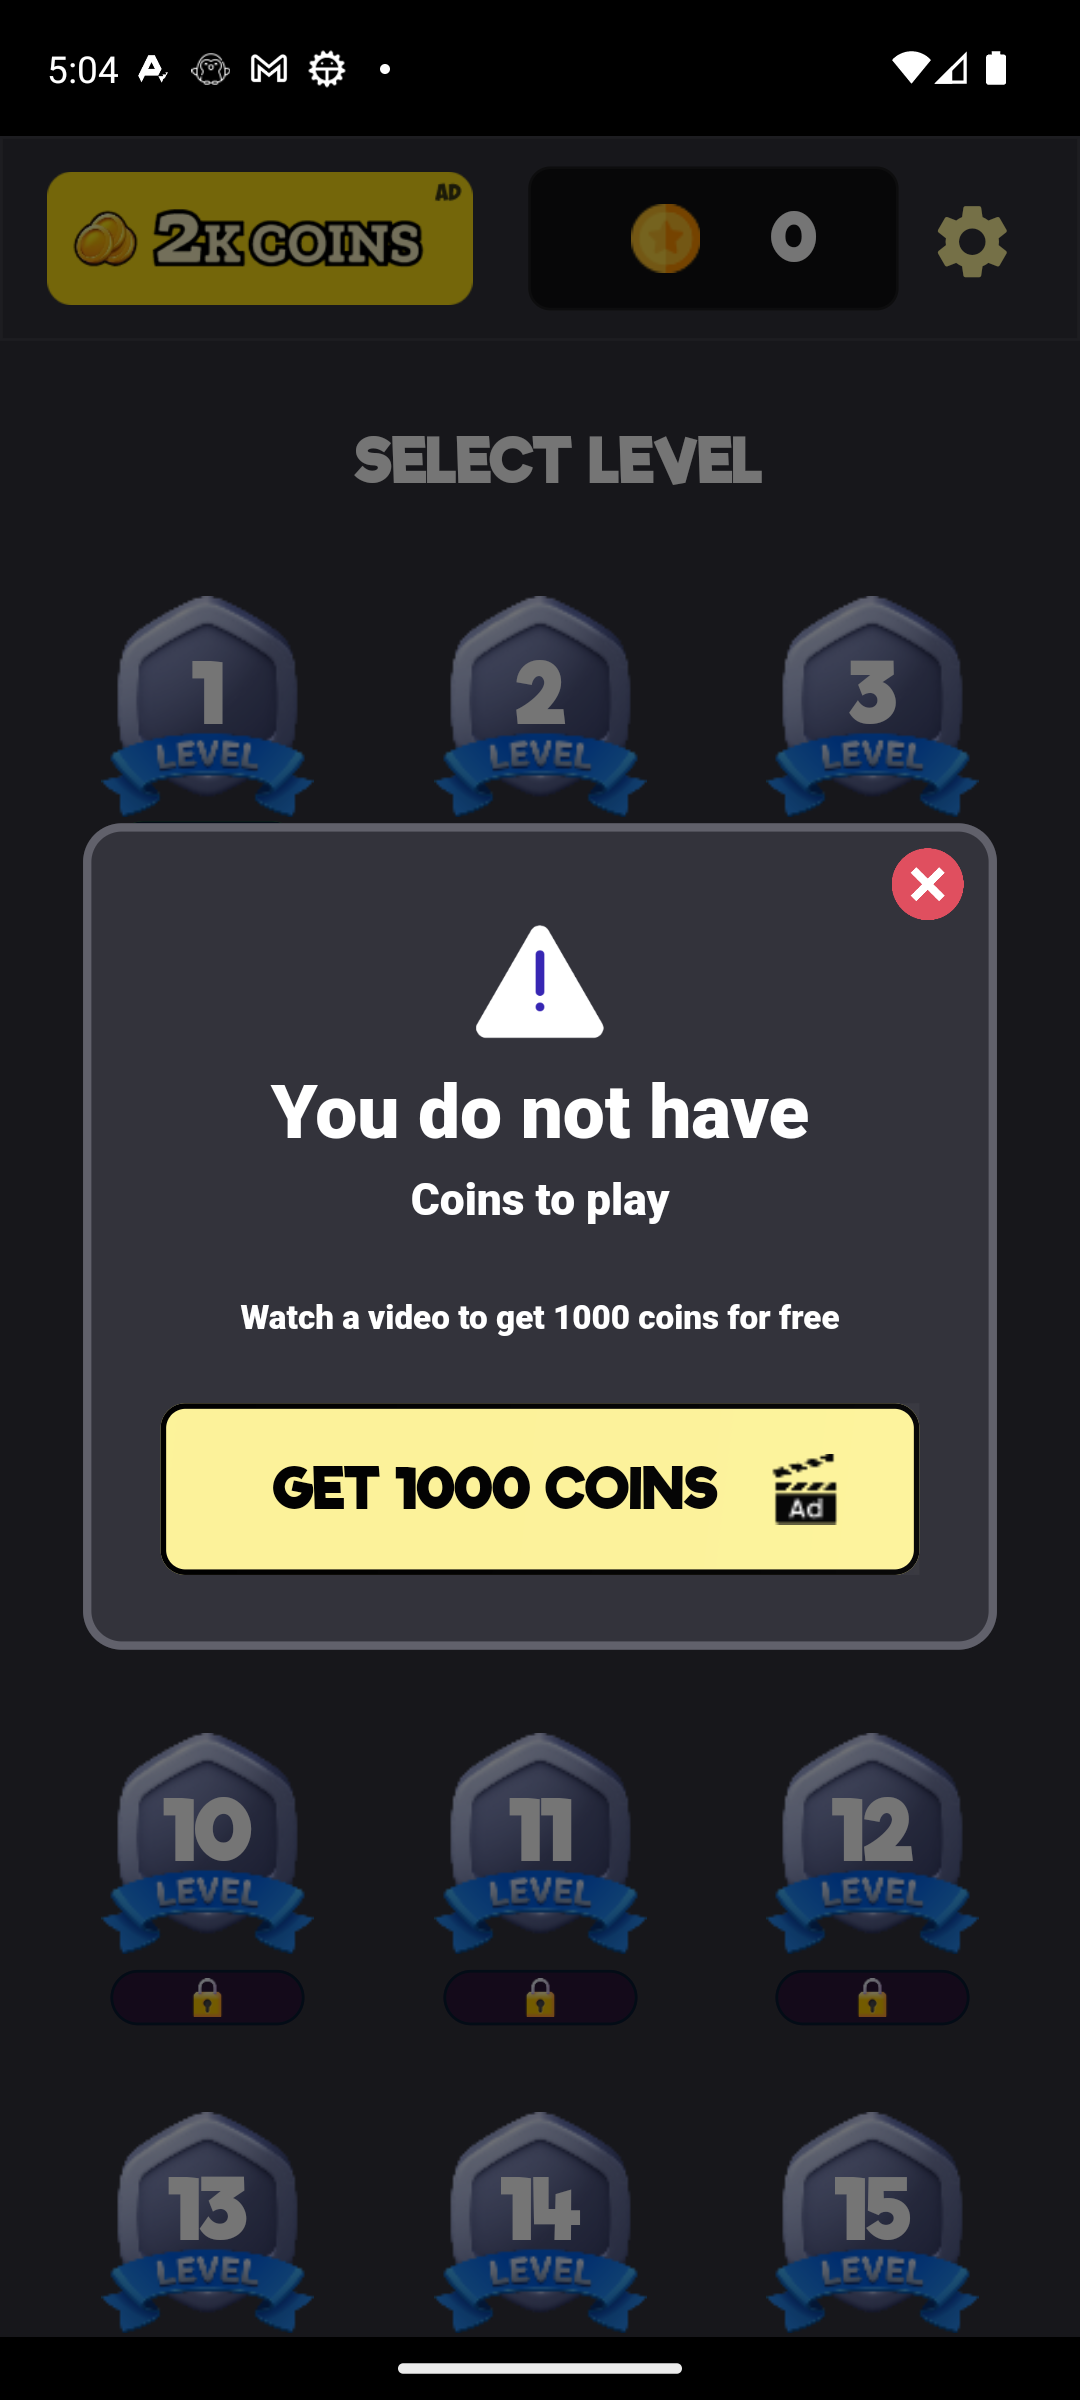 5:04
AD
2K COINS
0
SELECT LEVEL
1
LEVEL
2
LEVEL
3
LEVEL
You do not have
Coins to play
Watch a video to get 1000 coins for free
GET 1000 COINS
Ad
10
LEVEL
11
LEVEL
12
LEVEL
13
LEVEL
14
LEVEL
15
LEVEL